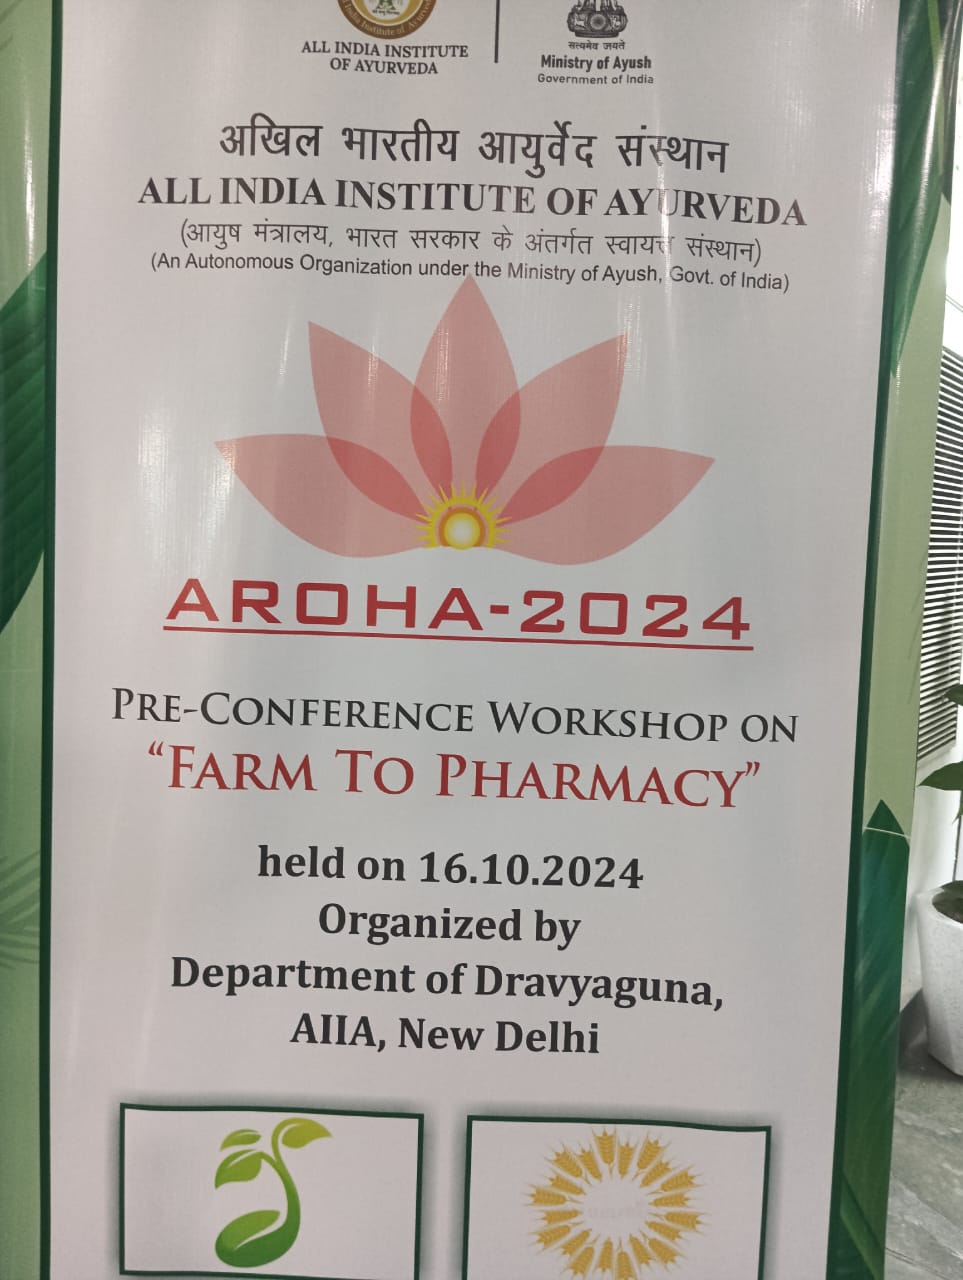 ALL INDIA INSTITUTE
OF AYURVEDA
सत्यमेव जयते
Ministry of Ayush
Government of India
अखिल भारतीय आयुर्वेद संस्थान
ALL INDIA INSTITUTE OF AYURVEDA
(आयुष मंत्रालय, भारत सरकार के अंतर्गत स्वायत्त संस्थान)
(An Autonomous Organization under the Ministry of Ayush, Govt. of India)
AROHA-2024
PRE-CONFERENCE WORKSHOP ON
“FARM TO PHARMACY”
held on 16.10.2024
Organized by
Department of Dravyaguna,
AIIA, New Delhi